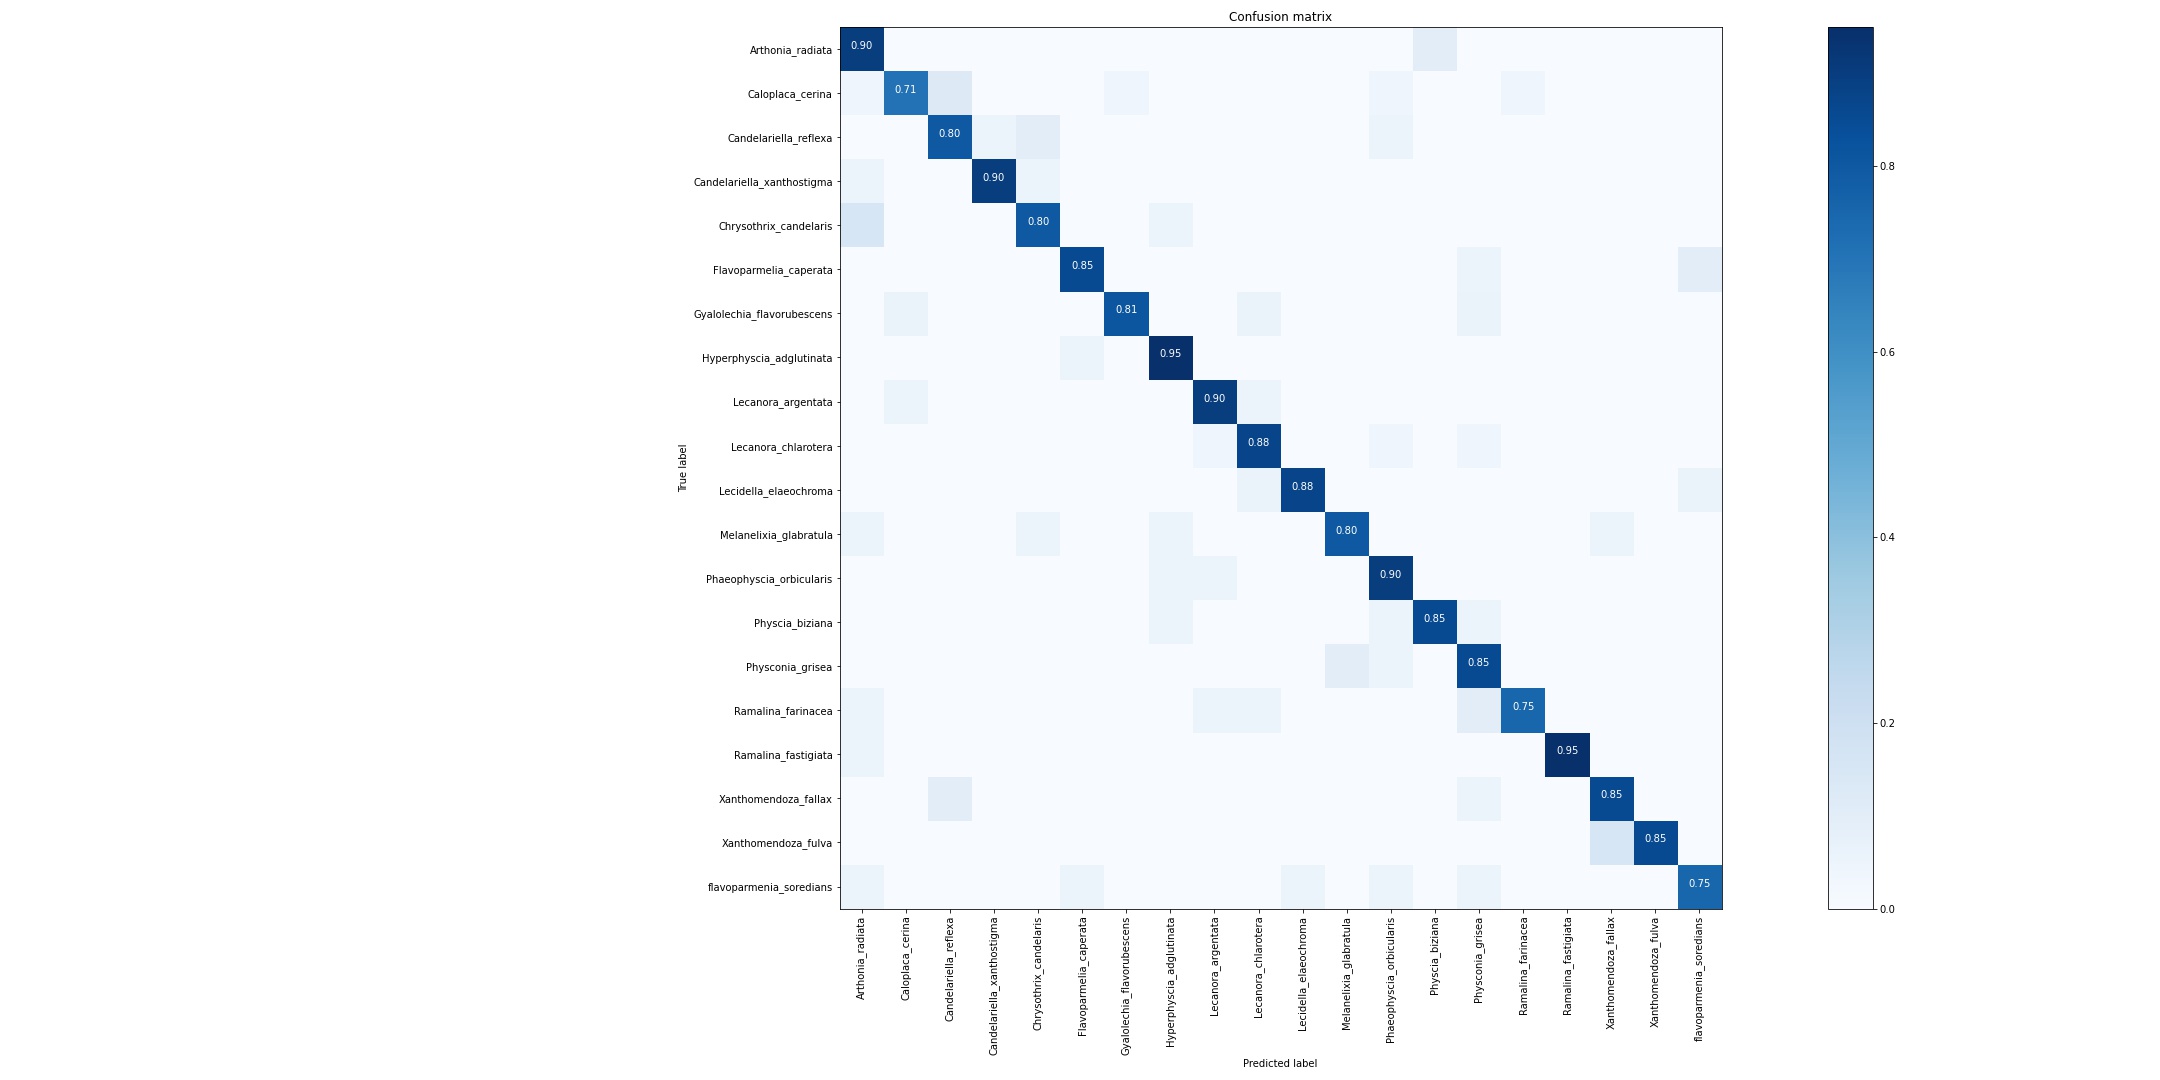 Confusion matrix
Arthonia_radiata
Caloplaca_cerina
Candelariella_reflexa
Candelariella_xanthostigma
Chrysothrix_candelaris
Flavoparmelia_caperata
Gyalolechia_flavorubescens
Hyperphyscia_adglutinata
Lecanora_argentata
Lecanora_chlarotera
Lecidella_elaeochroma
Melanelixia_glabratula
Phaeophyscia_orbicularis
Physcia_biziana
Physconia_grisea
Ramalina_farinacea
Ramalina_fastigiata
Xanthomendoza_fallax
Xanthomendoza_fulva
flavoparmenia_soredians
True label
0.90
0.71
0.80
0.90
0.80
0.85
0.81
0.95
0.90
0.88
0.88
0.80
0.90
0.85
0.85
0.75
0.95
0.85
0.85
0.75
Arthonia_radiata
Caloplaca_cerina
Candelariella_reflexa
Candelariella_xanthostigma
Chrysothrix_candelaris
Flavoparmelia_caperata
Gyalolechia_flavorubescens
Hyperphyscia_adglutinata
Lecanora_argentata
Lecanora_chlarotera
Lecidella_elaeochroma
Melanelixia_glabratula
Phaeophyscia_orbicularis
Physcia_biziana
Physconia_grisea
Ramalina_farinacea
Ramalina_fastigiata
Xanthomendoza_fallax
Xanthomendoza_fulva
flavoparmenia_soredians
Predicted label
0.8
0.6
0.4
0.2
0.0